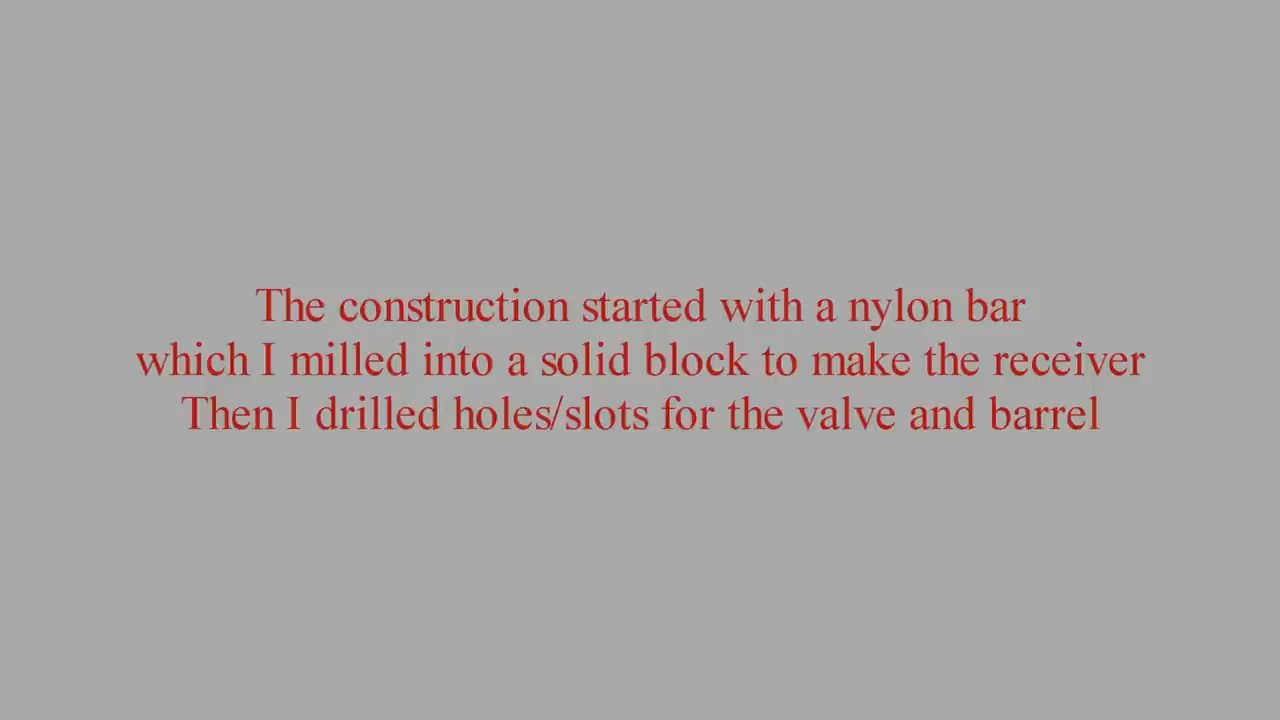 The construction started with a nylon bar
which I milled into a solid block to make the receiver
Then I drilled holes/slots for the valve and barrel